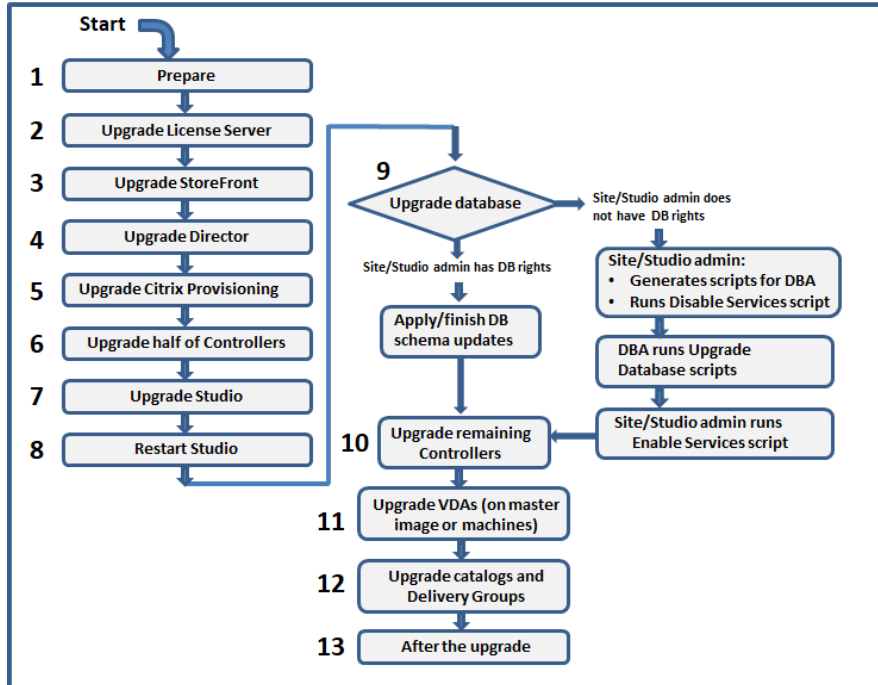 Start
1
Prepare
2
Upgrade License Server
3
Upgrade StoreFront
4
Upgrade Director
5
Upgrade Citrix Provisioning
6
Upgrade half of Controllers
7
Upgrade Studio
8
Restart Studio
9
Upgrade database
Site/Studio admin does
not have DB rights
Site/Studio admin has DB rights
Apply/finish DB
schema updates
Site/Studio admin:
• Generates scripts for DBA
• Runs Disable Services script
DBA runs Upgrade
Database scripts
Site/Studio admin runs
Enable Services script
10
Upgrade remaining
Controllers
11
Upgrade VDAs (on master
image or machines)
12
Upgrade catalogs and
Delivery Groups
13
After the upgrade